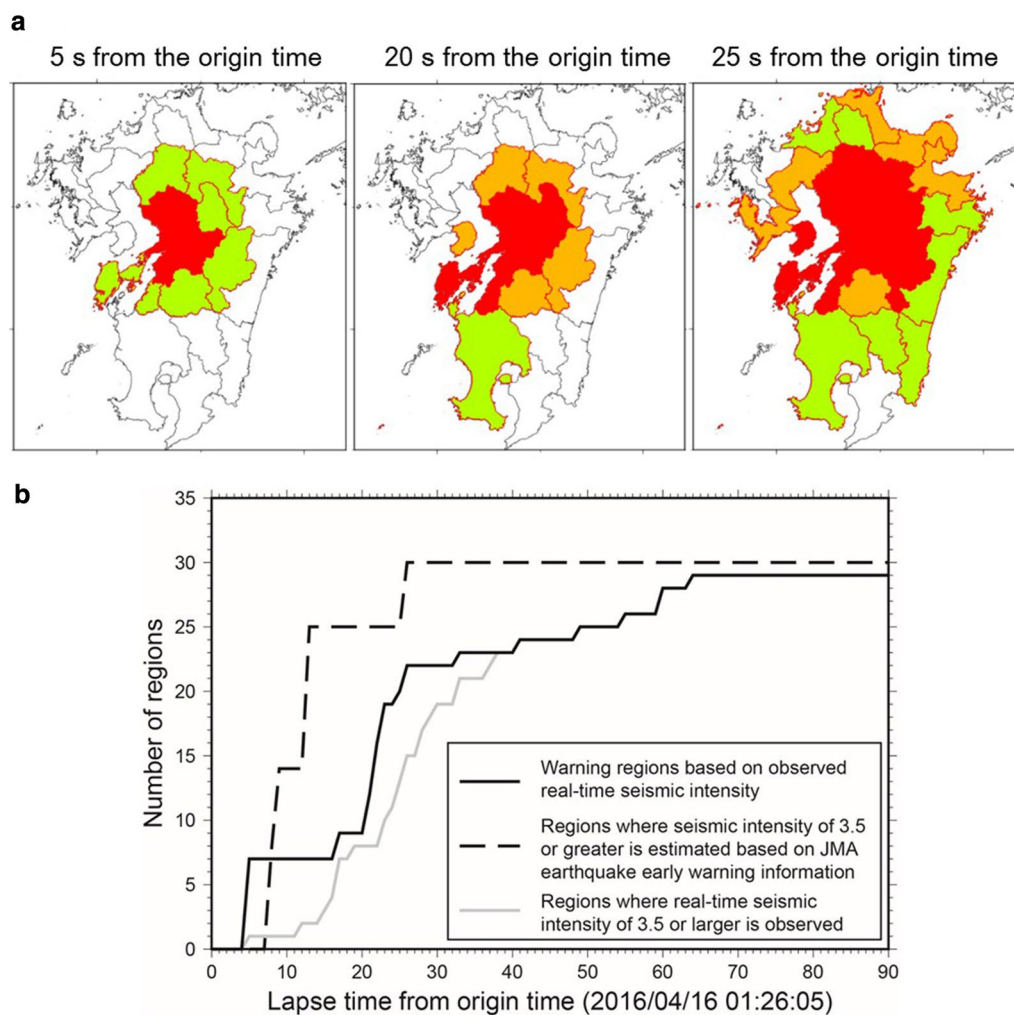 a
5 s from the origin time
20 s from the origin time
25 s from the origin time
b
35
30
25
20
15
10
5
0
Number of regions
0 10 20 30 40 50 60 70 80 90
Lapse time from origin time (2016/04/16 01:26:05)
Warning regions based on observed
real-time seismic intensity
Regions where seismic intensity of 3.5
or greater is estimated based on JMA
earthquake early warning information
Regions where real-time seismic
intensity of 3.5 or larger is observed